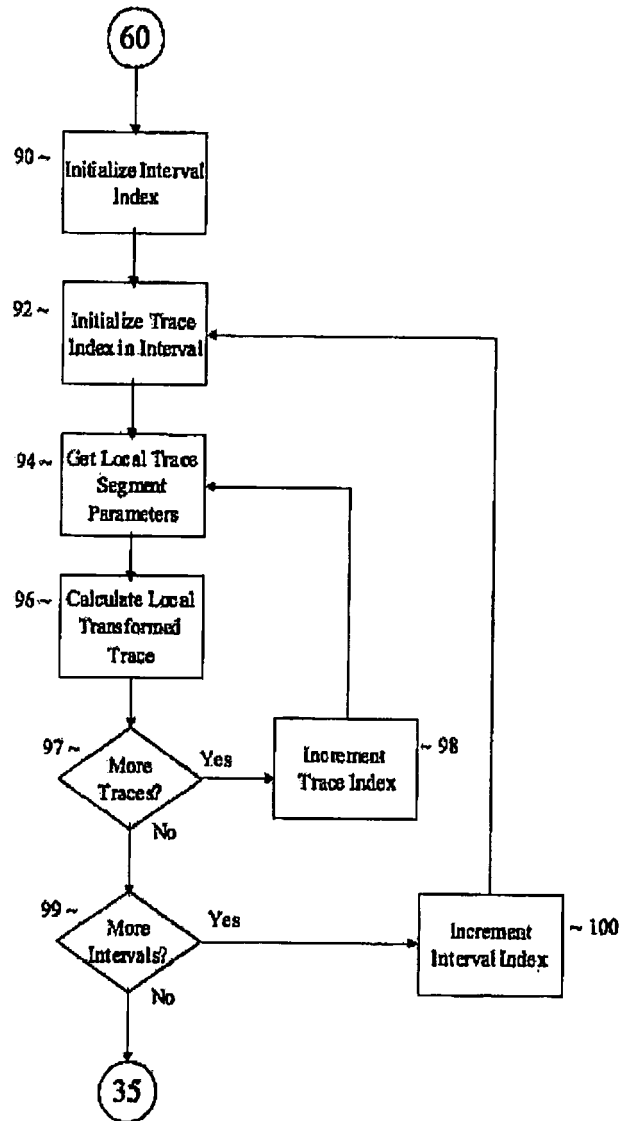 60
90 ~
Initialize Interval
Index
92 ~
Initialize Trace
Index in Interval
94 ~
Get Local Trace
Segment
Parameters
96 ~
Calculate Local
Transformed
Trace
97 ~
More
Traces?
Yes
No
Increment
Trace Index
~ 98
99 ~
More
Intervals?
Yes
No
Increment
Interval Index
~ 100
35